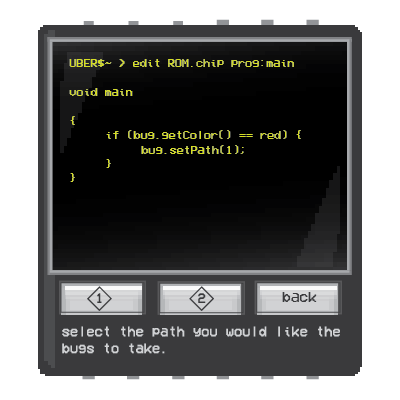 UBER$~ > edit ROM.chip Prog:main
void main
{
if (bug.getColor() == red) {
bug.setPath(1);
}
}
1 2 back
select the path you would like the
bugs to take.